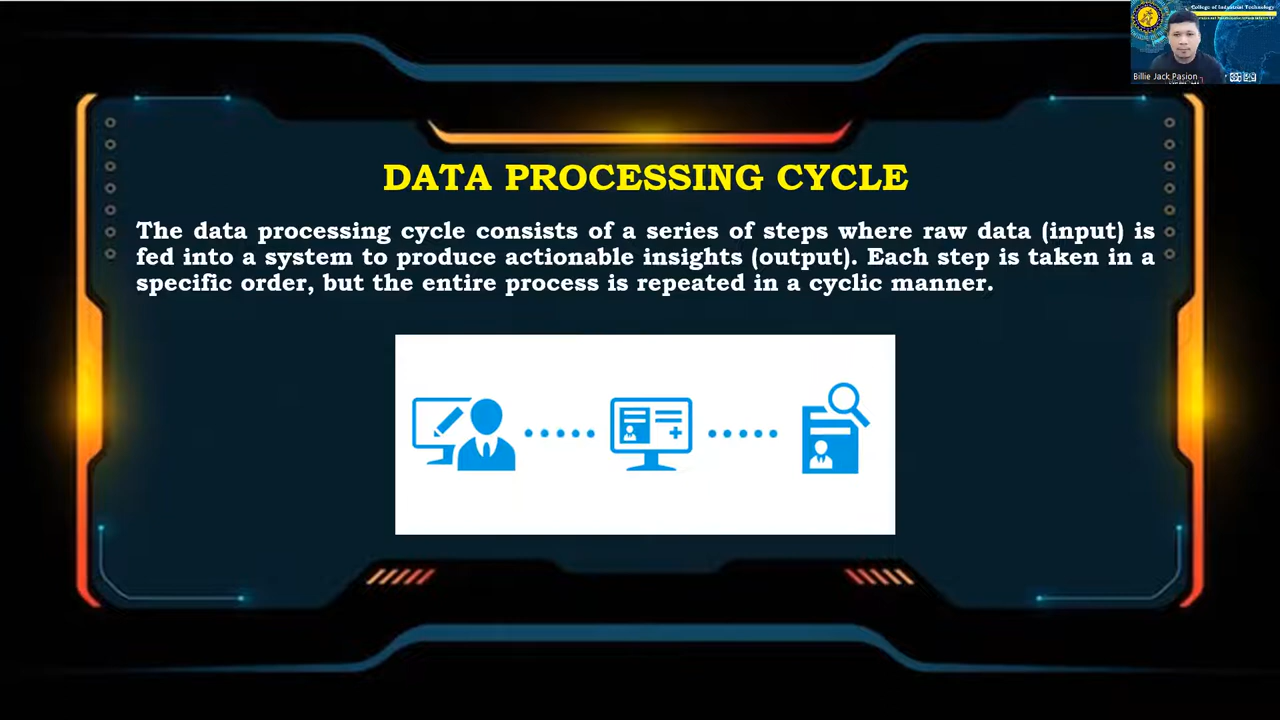 College of Industrial Technology
DATA PROCESSING CYCLE
The data processing cycle consists of a series of steps where raw data (input) is
fed into a system to produce actionable insights (output). Each step is taken in a
specific order, but the entire process is repeated in a cyclic manner.
Billie Jack Pasion